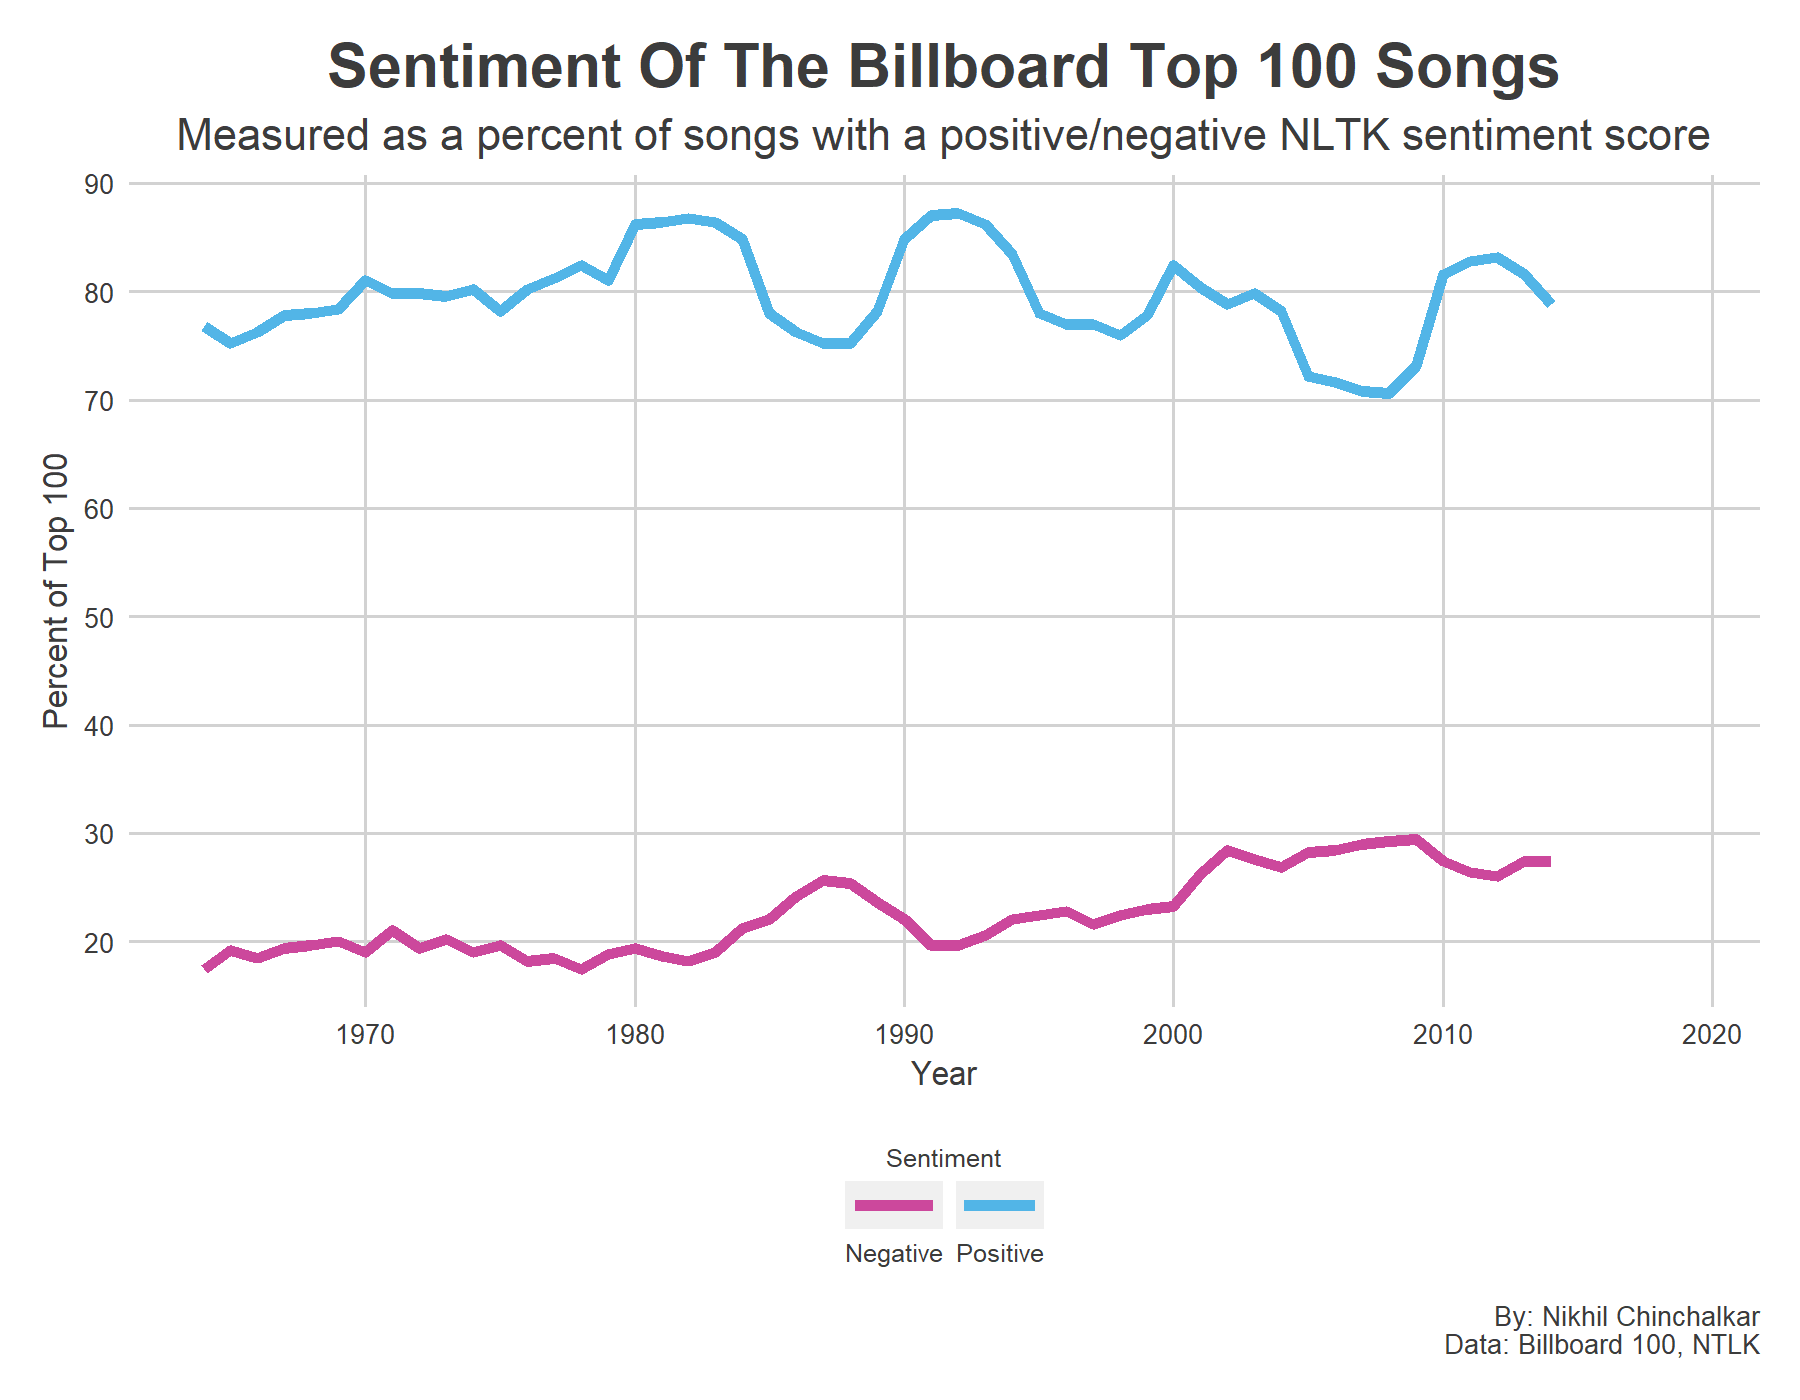 Sentiment Of The Billboard Top 100 Songs
Measured as a percent of songs with a positive/negative NLTK sentiment score
90
80
70
60
50
40
30
20
Percent of Top 100
1970 1980 1990 2000 2010 2020
Year
Sentiment
Negative Positive
By: Nikhil Chinchalkar
Data: Billboard 100, NTLK